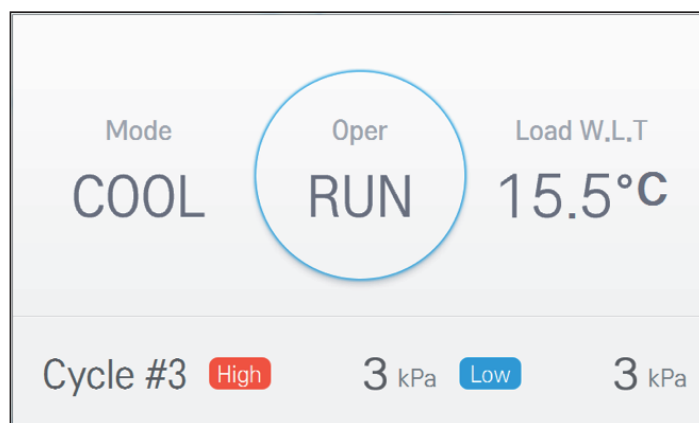 Mode Oper Load W.L.T
COOL RUN 15.5°C
Cycle #3 High 3 kPa Low 3 kPa